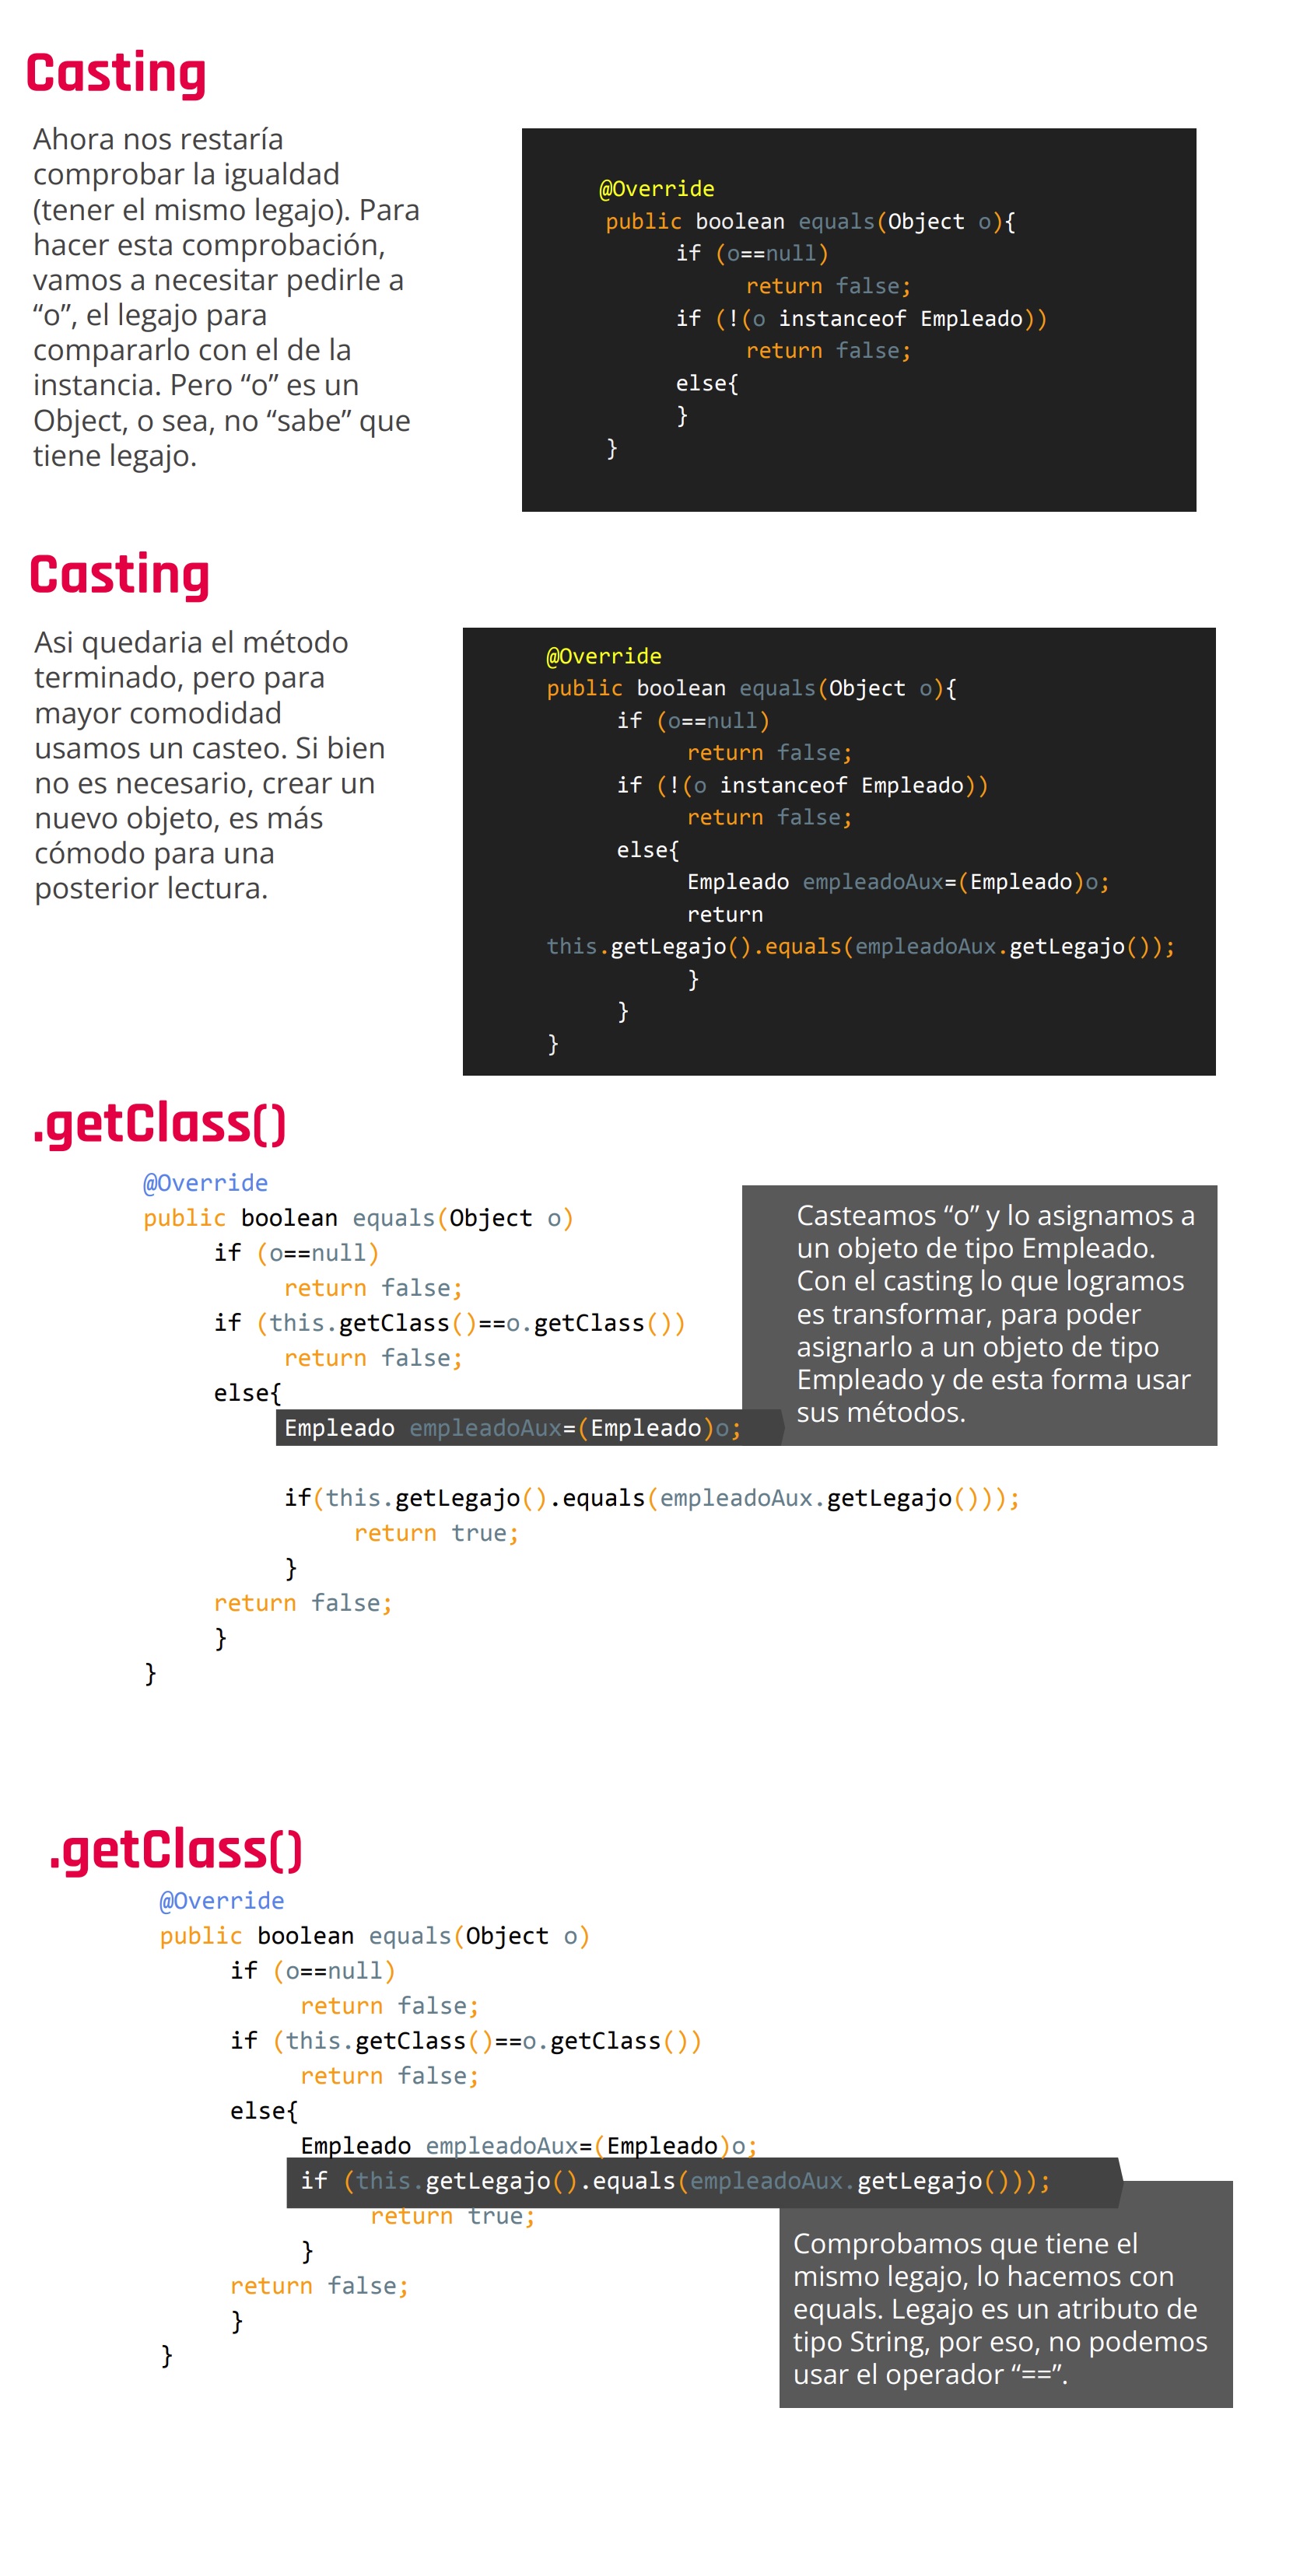 Casting
Ahora nos restaría
comprobar la igualdad
(tener el mismo legajo). Para
hacer esta comprobación,
vamos a necesitar pedirle a
“o”, el legajo para
compararlo con el de la
instancia. Pero “o” es un
Object, o sea, no “sabe” que
tiene legajo.
@Override
public boolean equals(Object o){
if (o==null)
return false;
if (!(o instanceof Empleado))
return false;
else{
}
}
Casting
Asi quedaria el método
terminado, pero para
mayor comodidad
usamos un casteo. Si bien
no es necesario, crear un
nuevo objeto, es más
cómodo para una
posterior lectura.
@Override
public boolean equals(Object o){
if (o==null)
return false;
if (!(o instanceof Empleado))
return false;
else{
Empleado empleadoAux=(Empleado)o;
return
this.getLegajo().equals(empleadoAux.getLegajo());
}
}
}
.getClass()
@Override
public boolean equals(Object o)
if (o==null)
return false;
if (this.getClass()==o.getClass())
return false;
else{
Empleado empleadoAux=(Empleado)o;
if(this.getLegajo().equals(empleadoAux.getLegajo()));
return true;
}
return false;
}
}
Casteamos “o” y lo asignamos a
un objeto de tipo Empleado.
Con el casting lo que logramos
es transformar, para poder
asignarlo a un objeto de tipo
Empleado y de esta forma usar
sus métodos.
.getClass()
@Override
public boolean equals(Object o)
if (o==null)
return false;
if (this.getClass()==o.getClass())
return false;
else{
Empleado empleadoAux=(Empleado)o;
if (this.getLegajo().equals(empleadoAux.getLegajo()));
return true;
}
return false;
}
}
Comprobamos que tiene el
mismo legajo, lo hacemos con
equals. Legajo es un atributo de
tipo String, por eso, no podemos
usar el operador “==”.